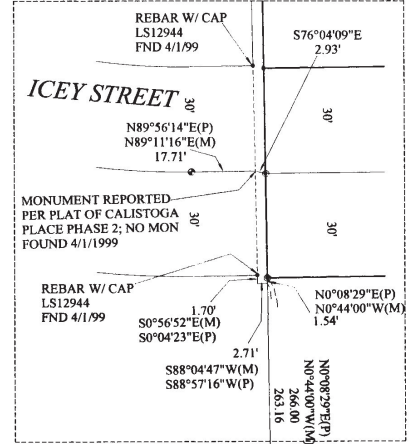 REBAR W/ CAP
LS12944
FND 4/1/99
S76°04'09"E
2.93'
ICEY STREET
30'
30'
N89°56'14"E(P)
N89°11'16"E(M)
17.71'
MONUMENT REPORTED
PER PLAT OF CALISTOGA
PLACE PHASE 2; NO MON
FOUND 4/1/1999
30'
30'
REBAR W/ CAP
LS12944
FND 4/1/99
1.70'
S0°56'52"E(M)
S0°04'23"E(P)
N0°08'29"E(P)
N0°44'00"W(M)
1.54'
2.71'
S88°04'47"W(M)
S88°57'16"W(P)
N0°08'29"E(P)
N0°44'00"W(M)
266.00
263.16